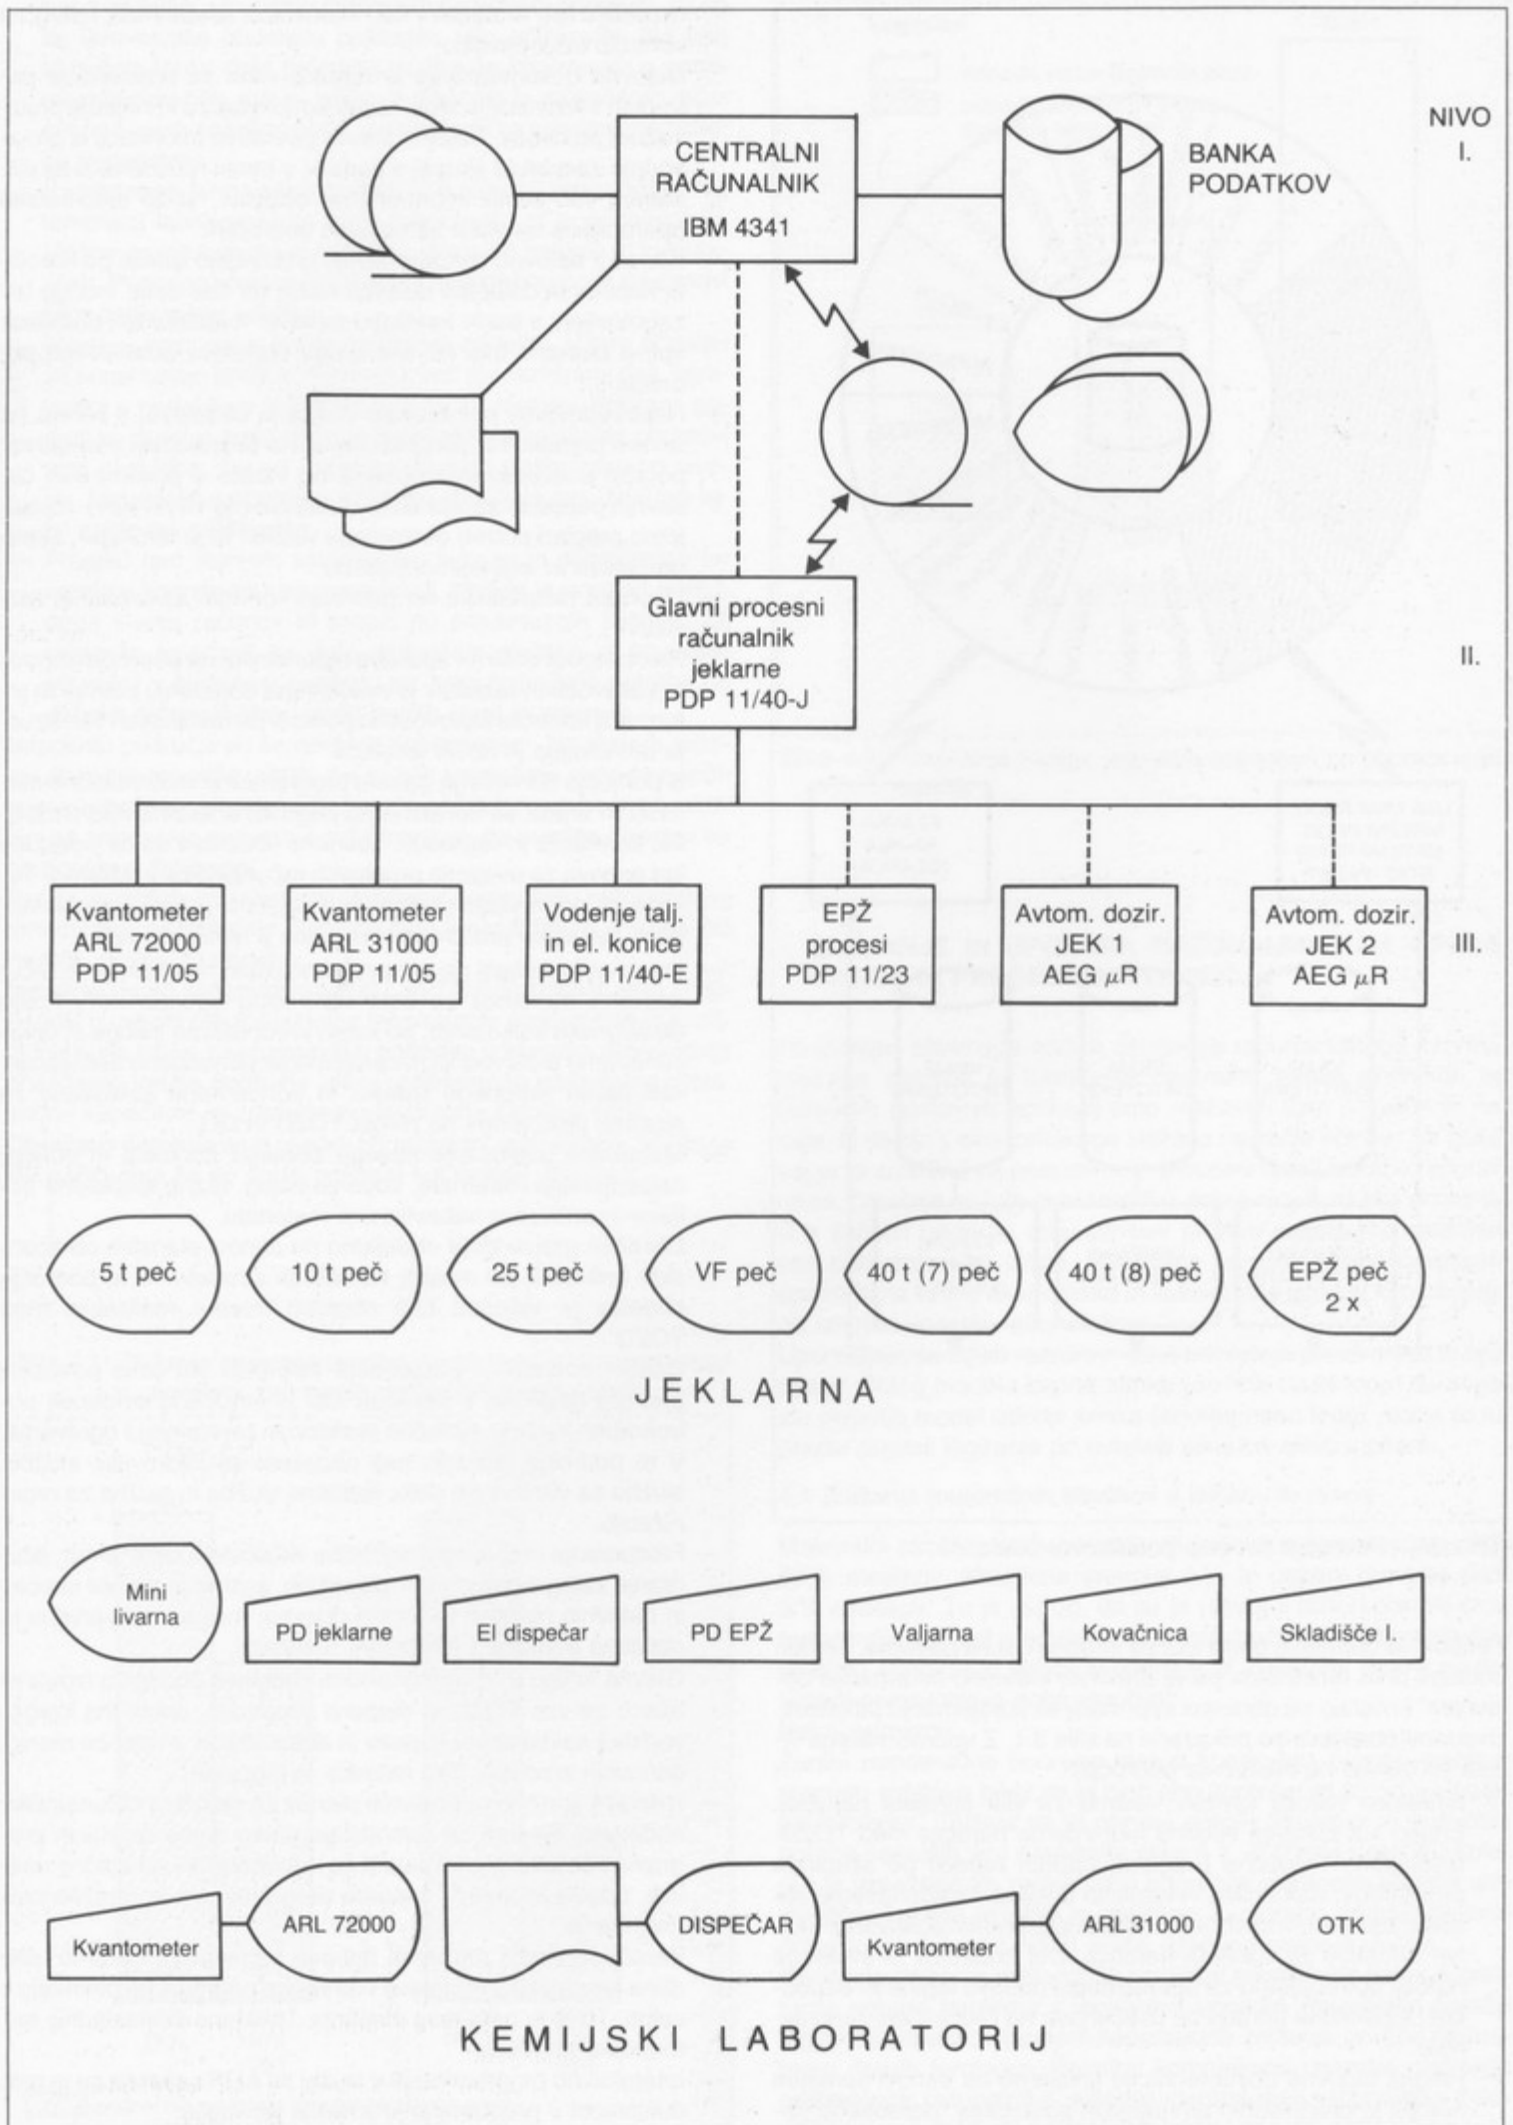 NIVO
I.
CENTRALNI
RAČUNALNIK
IBM 4341
BANKA
PODATKOV
Glavni procesni
računalnik
jeklarne
PDP 11/40-J
II.
Kvantometer
ARL 72000
PDP 11/05
Kvantometer
ARL 31000
PDP 11/05
Vodenje talj.
in el. konice
PDP 11/40-E
EPŽ
procesi
PDP 11/23
Avtom. dozir.
JEK 1
AEG μR
Avtom. dozir.
JEK 2
AEG μR
III.
5 t peč
10 t peč
25 t peč
VF peč
40 t (7) peč
40 t (8) peč
EPŽ peč
2 x
JEKLARNA
Mini
livarna
PD jeklarne
El dispečar
PD EPŽ
Valjarna
Kovačnica
Skladišče I.
Kvantometer
ARL 72000
DISPEČAR
Kvantometer
ARL 31000
OTK
KEMIJSKI LABORATORIJ